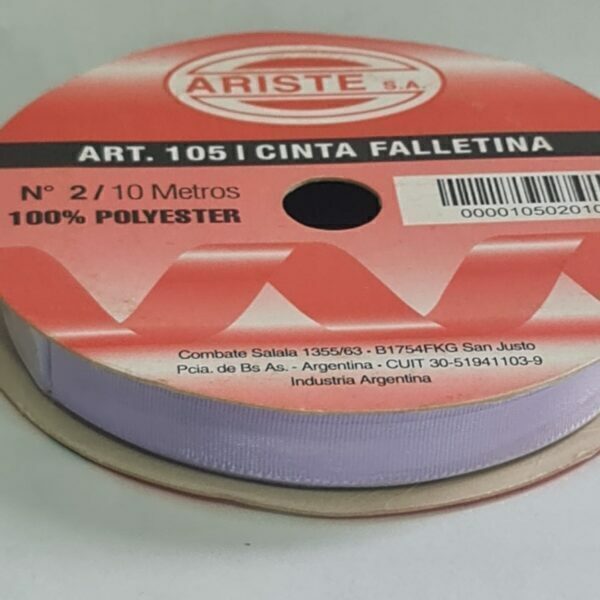 ARISTE S.A.
ART. 105 | CINTA FALLETINA
N° 2 / 10 Metros
100% POLYESTER
000010502010
Combate Salala 1355/63 - B1754FKG San Justo
Pcia. de Bs As. - Argentina - CUIT 30-51941103-9
Industria Argentina